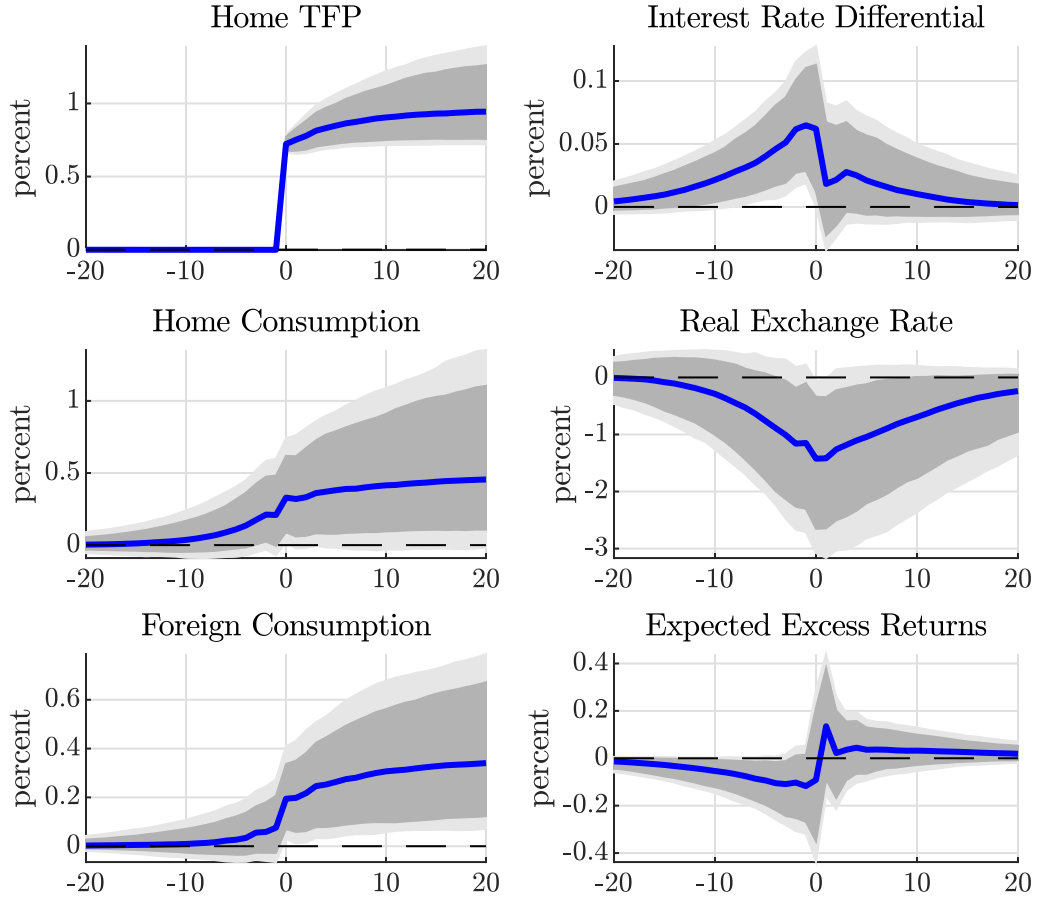 Home TFP
percent
1
0.5
0
-20 -10 0 10 20
Interest Rate Differential
percent
0.1
0.05
0
-20 -10 0 10 20
Home Consumption
percent
1
0.5
0
-20 -10 0 10 20
Real Exchange Rate
percent
0
-1
-2
-3
-20 -10 0 10 20
Foreign Consumption
percent
0.6
0.4
0.2
0
-20 -10 0 10 20
Expected Excess Returns
percent
0.4
0.2
0
-0.2
-0.4
-20 -10 0 10 20